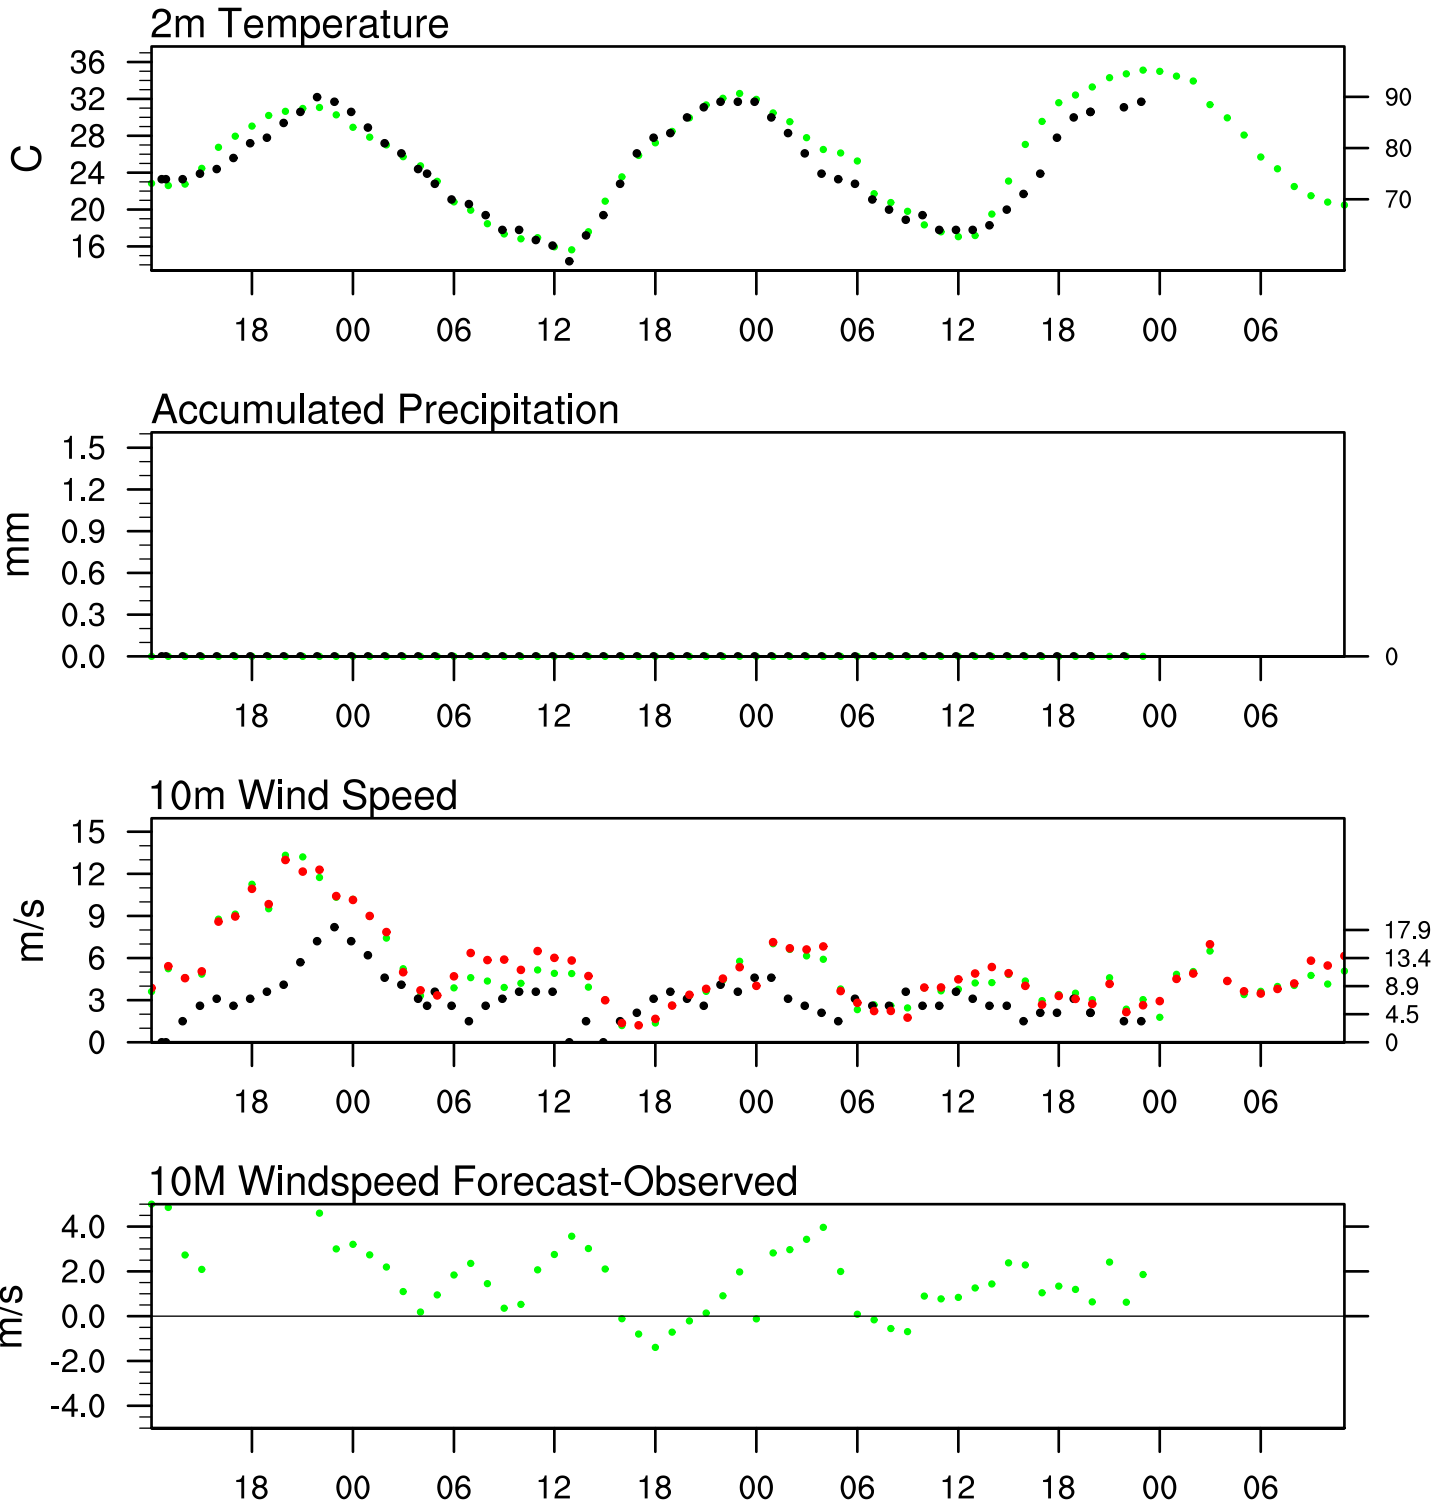 2m Temperature
36
32
28
24
20
16
C
90
80
70
18 00 06 12 18 00 06 12 18 00 06
Accumulated Precipitation
1.5
1.2
0.9
0.6
0.3
0.0
mm
0
18 00 06 12 18 00 06 12 18 00 06
10m Wind Speed
15
12
9
6
3
0
m/s
17.9
13.4
8.9
4.5
0
18 00 06 12 18 00 06 12 18 00 06
10M Windspeed Forecast-Observed
4.0
2.0
0.0
-2.0
-4.0
m/s
18 00 06 12 18 00 06 12 18 00 06